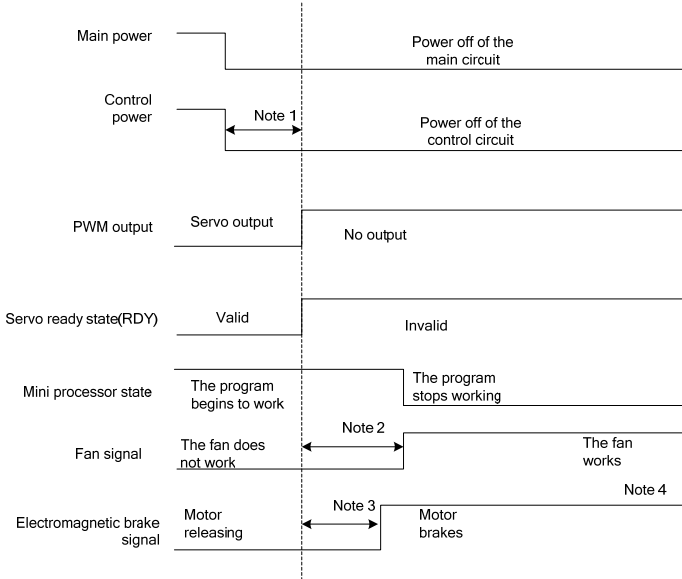 Main power
Power off of the
main circuit
Control
power
Note 1
Power off of the
control circuit
PWM output
Servo output
No output
Servo ready state(RDY)
Valid
Invalid
Mini processor state
The program
begins to work
The program
stops working
Fan signal
The fan does
not work
Note 2
The fan
works
Electromagnetic brake
signal
Motor
releasing
Note 3
Motor
brakes
Note 4